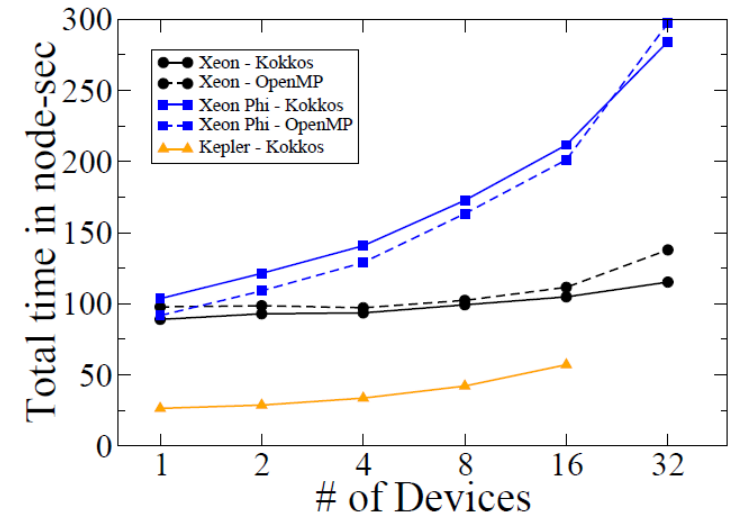 Total time in node-sec
300
250
200
150
100
50
0
Xeon - Kokkos
Xeon - OpenMP
Xeon Phi - Kokkos
Xeon Phi - OpenMP
Kepler - Kokkos
1 2 4 8 16 32
# of Devices